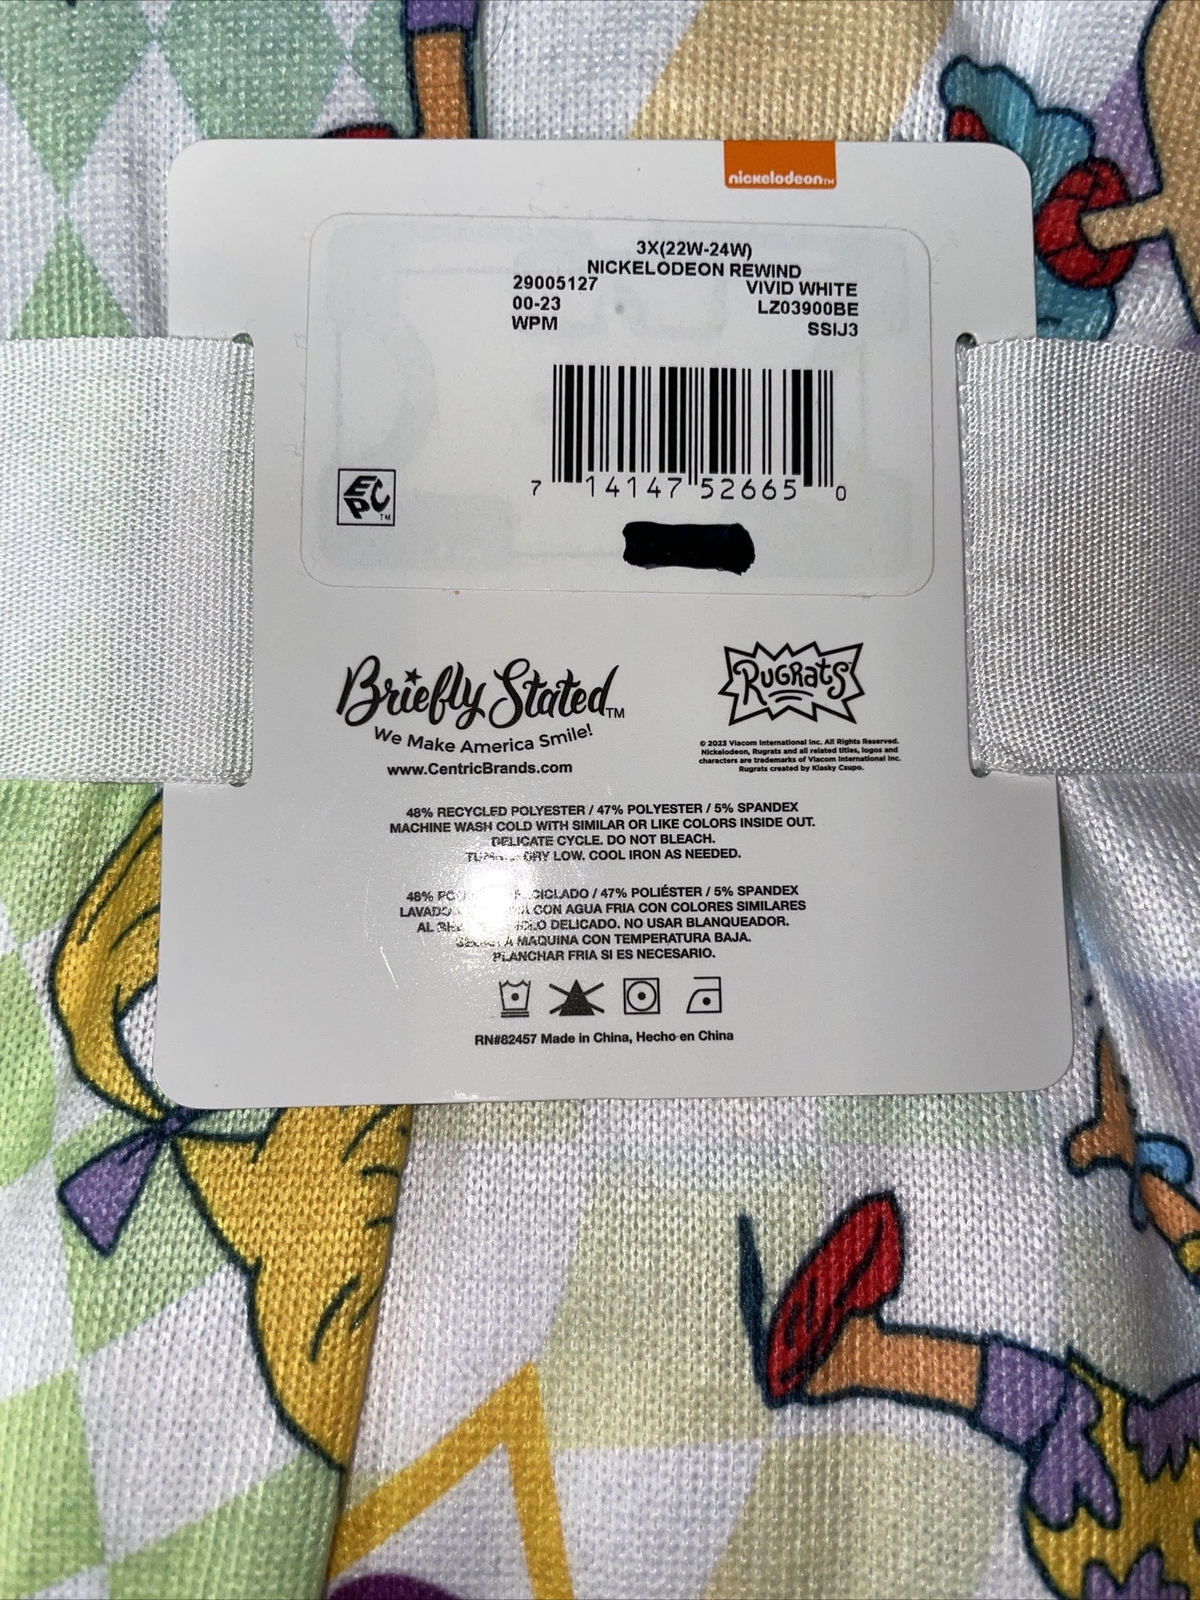 nickelodeon™
3X(22W-24W)
NICKELODEON REWIND
29005127 VIVID WHITE
00-23 LZ03900BE
WPM SSIJ3
7 14147 52665 0
EPC™
Briefly Stated™
We Make America Smile!
www.CentricBrands.com
RUGRATS
© 2023 Viacom International Inc. All Rights Reserved.
Nickelodeon, Rugrats and all related titles, logos and
characters are trademarks of Viacom International Inc.
Rugrats created by Klasky Csupo.
48% RECYCLED POLYESTER / 47% POLYESTER / 5% SPANDEX
MACHINE WASH COLD WITH SIMILAR OR LIKE COLORS INSIDE OUT.
DELICATE CYCLE. DO NOT BLEACH.
DRY LOW. COOL IRON AS NEEDED.
48% / 47% POLIÉSTER / 5% SPANDEX
CON AGUA FRIA CON COLORES SIMILARES
AL DELICADO. NO USAR BLANQUEADOR.
A MAQUINA CON TEMPERATURA BAJA.
PLANCHAR FRIA SI ES NECESARIO.
RN#82457 Made in China, Hecho en China